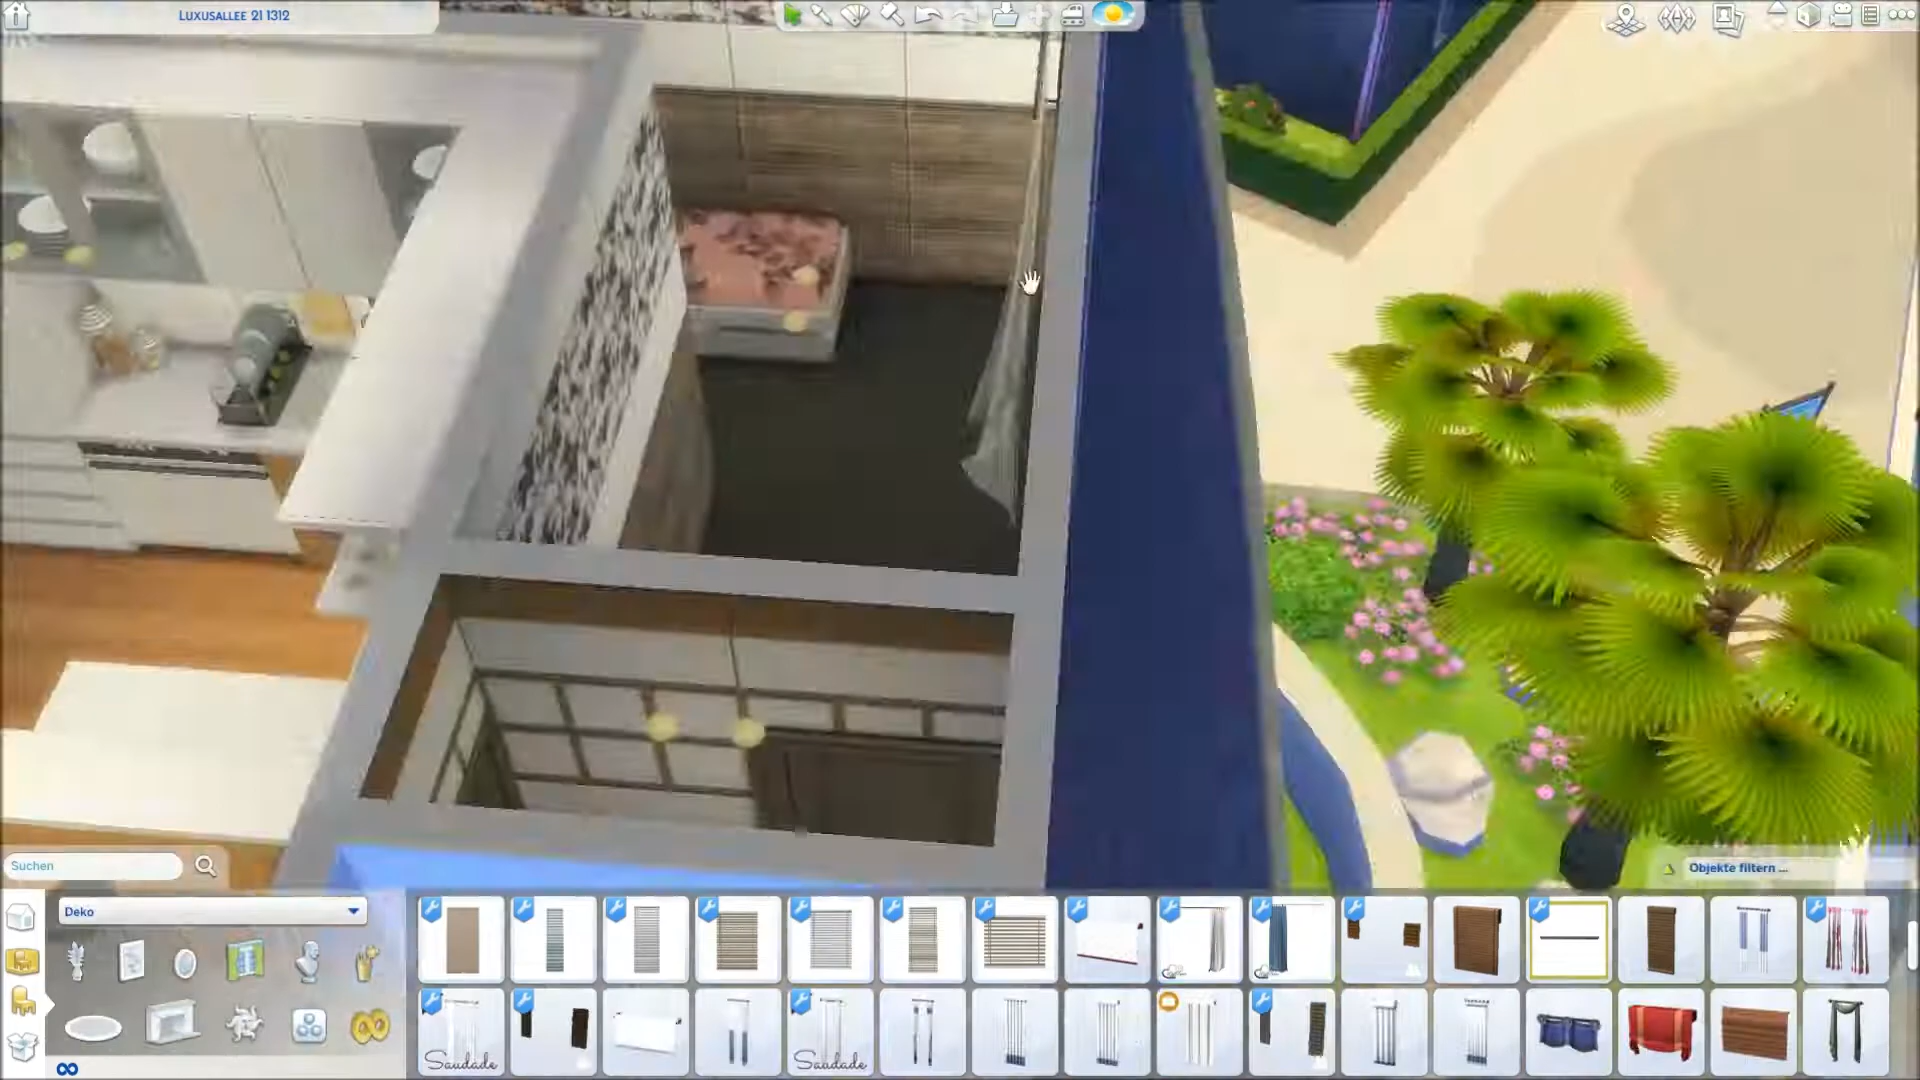 LUXUSALLEE 21 1312
Suchen
Objekte filtern ...
Deko
Saudade
Saudade